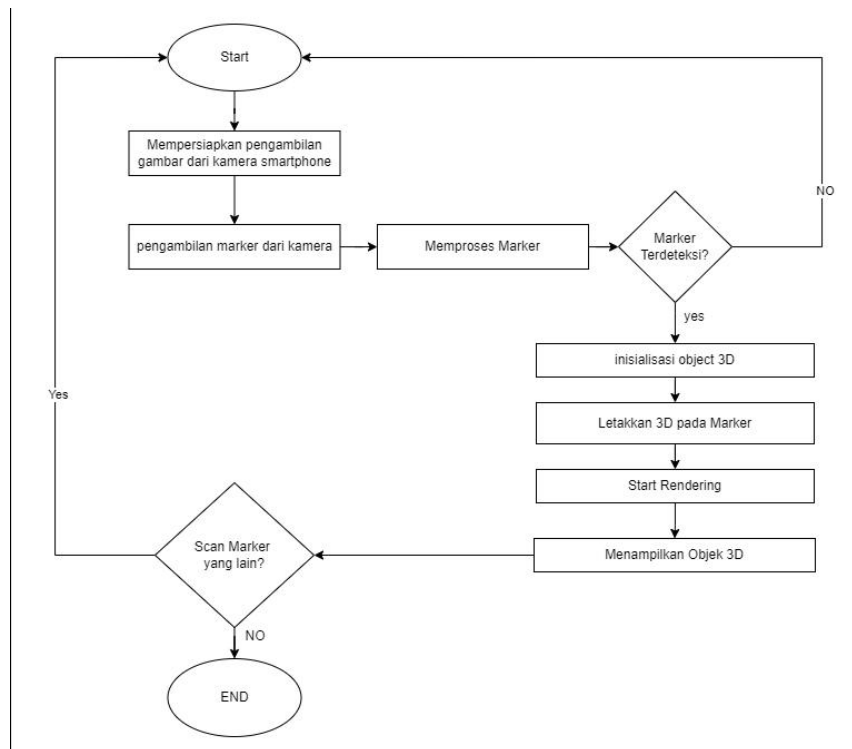 Start
Mempersiapkan pengambilan
gambar dari kamera smartphone
pengambilan marker dari kamera
Memproses Marker
Marker
Terdeteksi?
NO
yes
inisialisasi object 3D
Letakkan 3D pada Marker
Start Rendering
Menampilkan Objek 3D
Scan Marker
yang lain?
Yes
NO
END